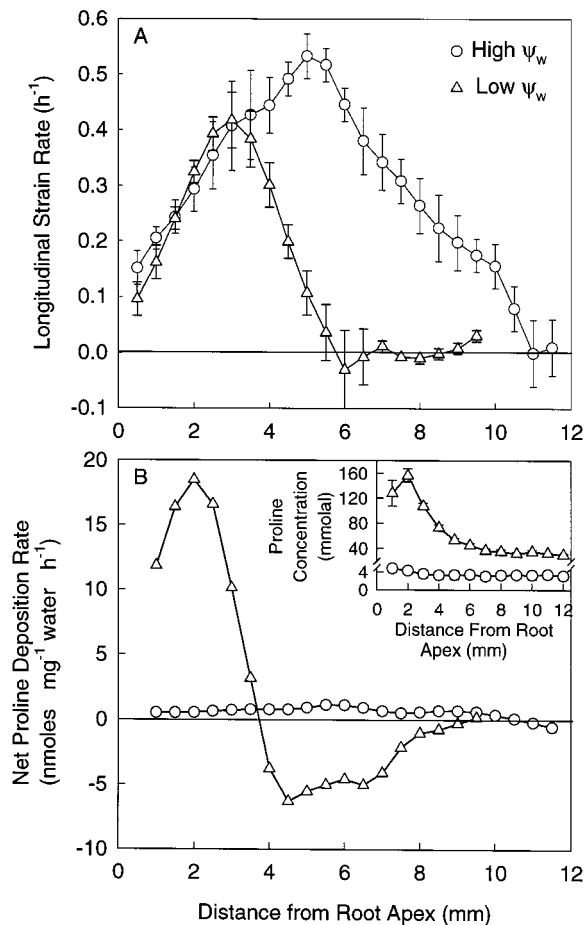 A
High ψw
Low ψw
Longitudinal Strain Rate (h-1)
0.6
0.5
0.4
0.3
0.2
0.1
0.0
-0.1
0 2 4 6 8 10 12
B
Net Proline Deposition Rate
(nmoles mg-1 water h-1)
20
15
10
5
0
-5
-10
Proline
Concentration
(mmolal)
160
120
80
40
4
0
0 2 4 6 8 10 12
Distance From Root
Apex (mm)
0 2 4 6 8 10 12
Distance from Root Apex (mm)